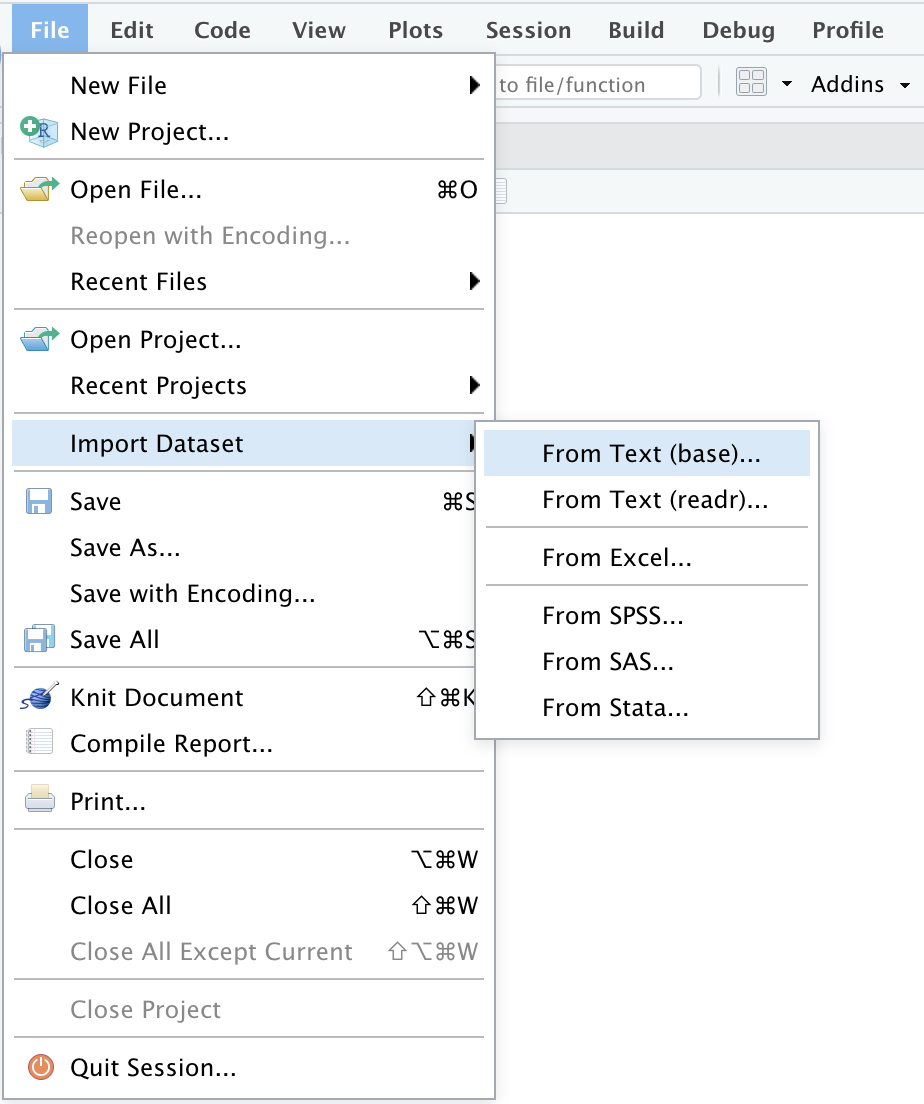 File Edit Code View Plots Session Build Debug Profile
to file/function Addins
New File
R New Project...
Open File... ⌘O
Reopen with Encoding...
Recent Files
Open Project...
Recent Projects
Import Dataset
From Text (base)...
From Text (readr)...
From Excel...
From SPSS...
From SAS...
From Stata...
Save ⌘S
Save As...
Save with Encoding...
Save All ⌥⌘S
Knit Document ⇧⌘K
Compile Report...
Print...
Close ⌥⌘W
Close All ⇧⌘W
Close All Except Current ⇧⌥⌘W
Close Project
Quit Session...